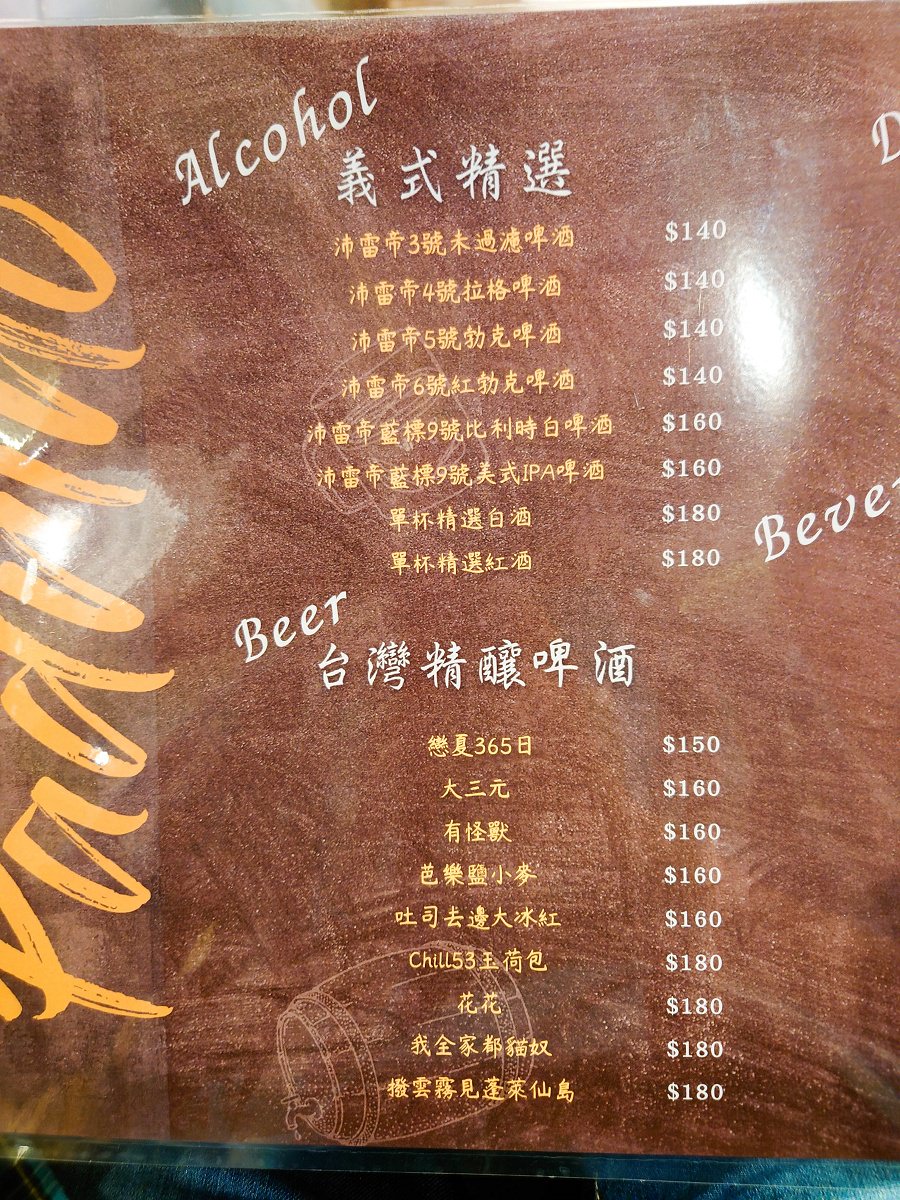 Alcohol
義式精選
沛雷帝3號未過濾啤酒 $140
沛雷帝4號拉格啤酒 $140
沛雷帝5號勃克啤酒 $140
沛雷帝6號紅勃克啤酒 $140
沛雷帝藍標9號比利時白啤酒 $160
沛雷帝藍標9號美式IPA啤酒 $160
單杯精選白酒 $180
單杯精選紅酒 $180
Beer
台灣精釀啤酒
戀夏365日 $150
大三元 $160
有怪獸 $160
芭樂鹽小麥 $160
吐司去邊大冰紅 $160
Chill53玉荷包 $180
花花 $180
我全家都貓奴 $180
撥雲霧見蓬萊仙島 $180